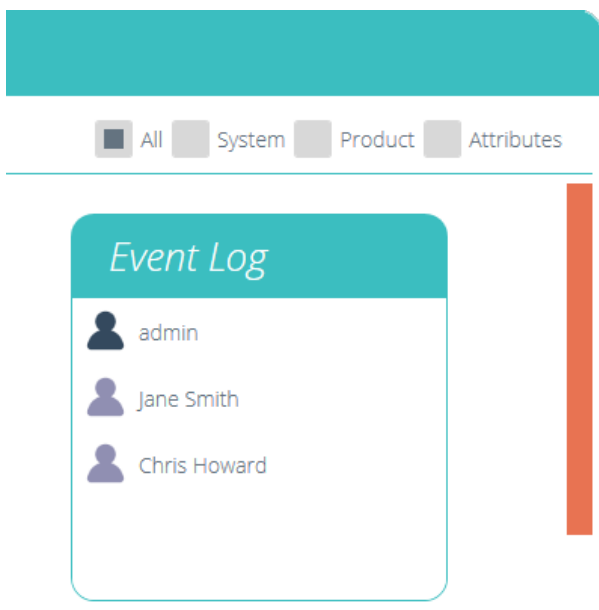 All System Product Attributes
Event Log
admin
Jane Smith
Chris Howard